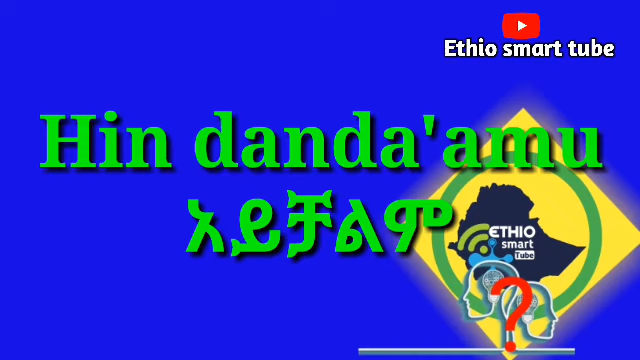 Ethio smart tube
Hin danda'amu
አይቻልም
ETHIO
smart
Tube
?